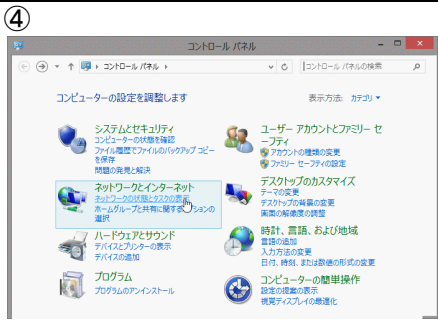 ④
コントロール パネル
コントロール パネル
コントロール パネルの検索
コンピューターの設定を調整します
表示方法: カテゴリ
システムとセキュリティ
コンピューターの状態を確認
ファイル履歴でファイルのバックアップ コピー
を保存
問題の発見と解決
ネットワークとインターネット
ネットワークの状態とタスクの表示
ホームグループと共有に関する
ションの
選択
ハードウェアとサウンド
デバイスとプリンターの表示
デバイスの追加
プログラム
プログラムのアンインストール
ユーザー アカウントとファミリー セ
ーフティ
アカウントの種類の変更
ファミリー セーフティの設定
デスクトップのカスタマイズ
テーマの変更
デスクトップの背景の変更
画面の解像度の調整
時計、言語、および地域
言語の追加
入力方法の変更
日付、時刻、または数値の形式の変更
コンピューターの簡単操作
設定の提案の表示
視覚ディスプレイの最適化